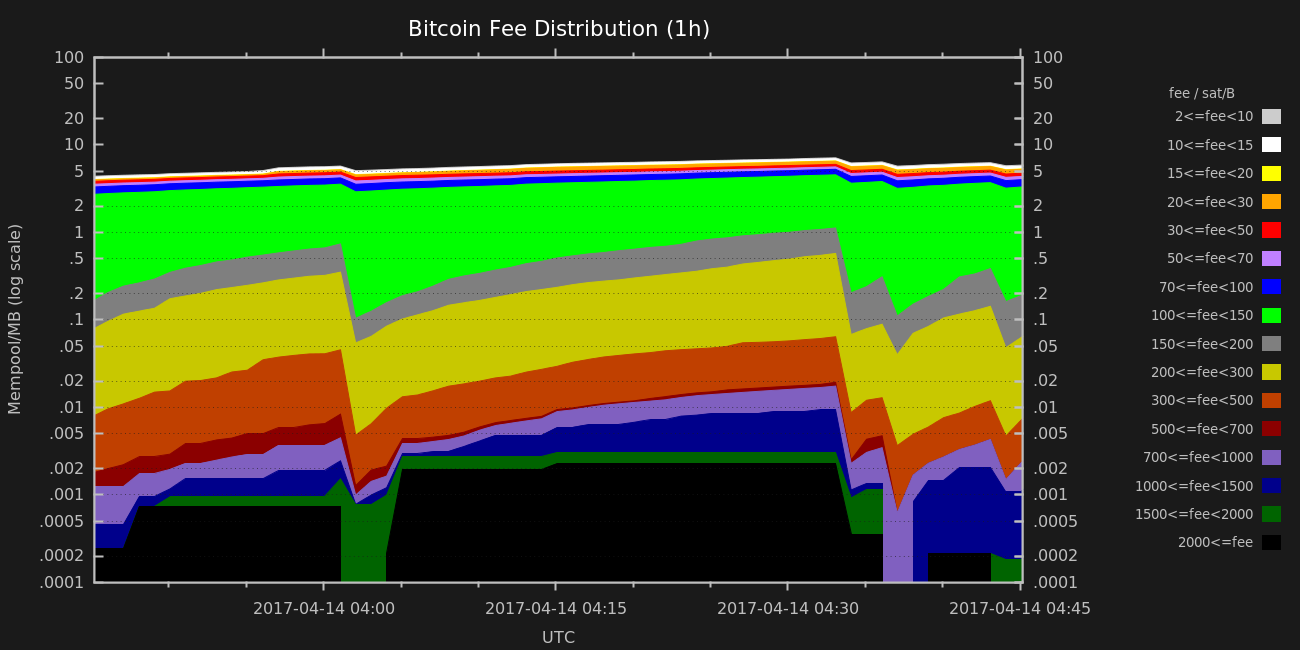 Bitcoin Fee Distribution (1h)
Mempool/MB (log scale)
100
50
20
10
5
2
1
.5
.2
.1
.05
.02
.01
.005
.002
.001
.0005
.0002
.0001
100
50
20
10
5
2
1
.5
.2
.1
.05
.02
.01
.005
.002
.001
.0005
.0002
.0001
2017-04-14 04:00
2017-04-14 04:15
2017-04-14 04:30
2017-04-14 04:45
UTC
fee / sat/B
2<=fee<10
10<=fee<15
15<=fee<20
20<=fee<30
30<=fee<50
50<=fee<70
70<=fee<100
100<=fee<150
150<=fee<200
200<=fee<300
300<=fee<500
500<=fee<700
700<=fee<1000
1000<=fee<1500
1500<=fee<2000
2000<=fee